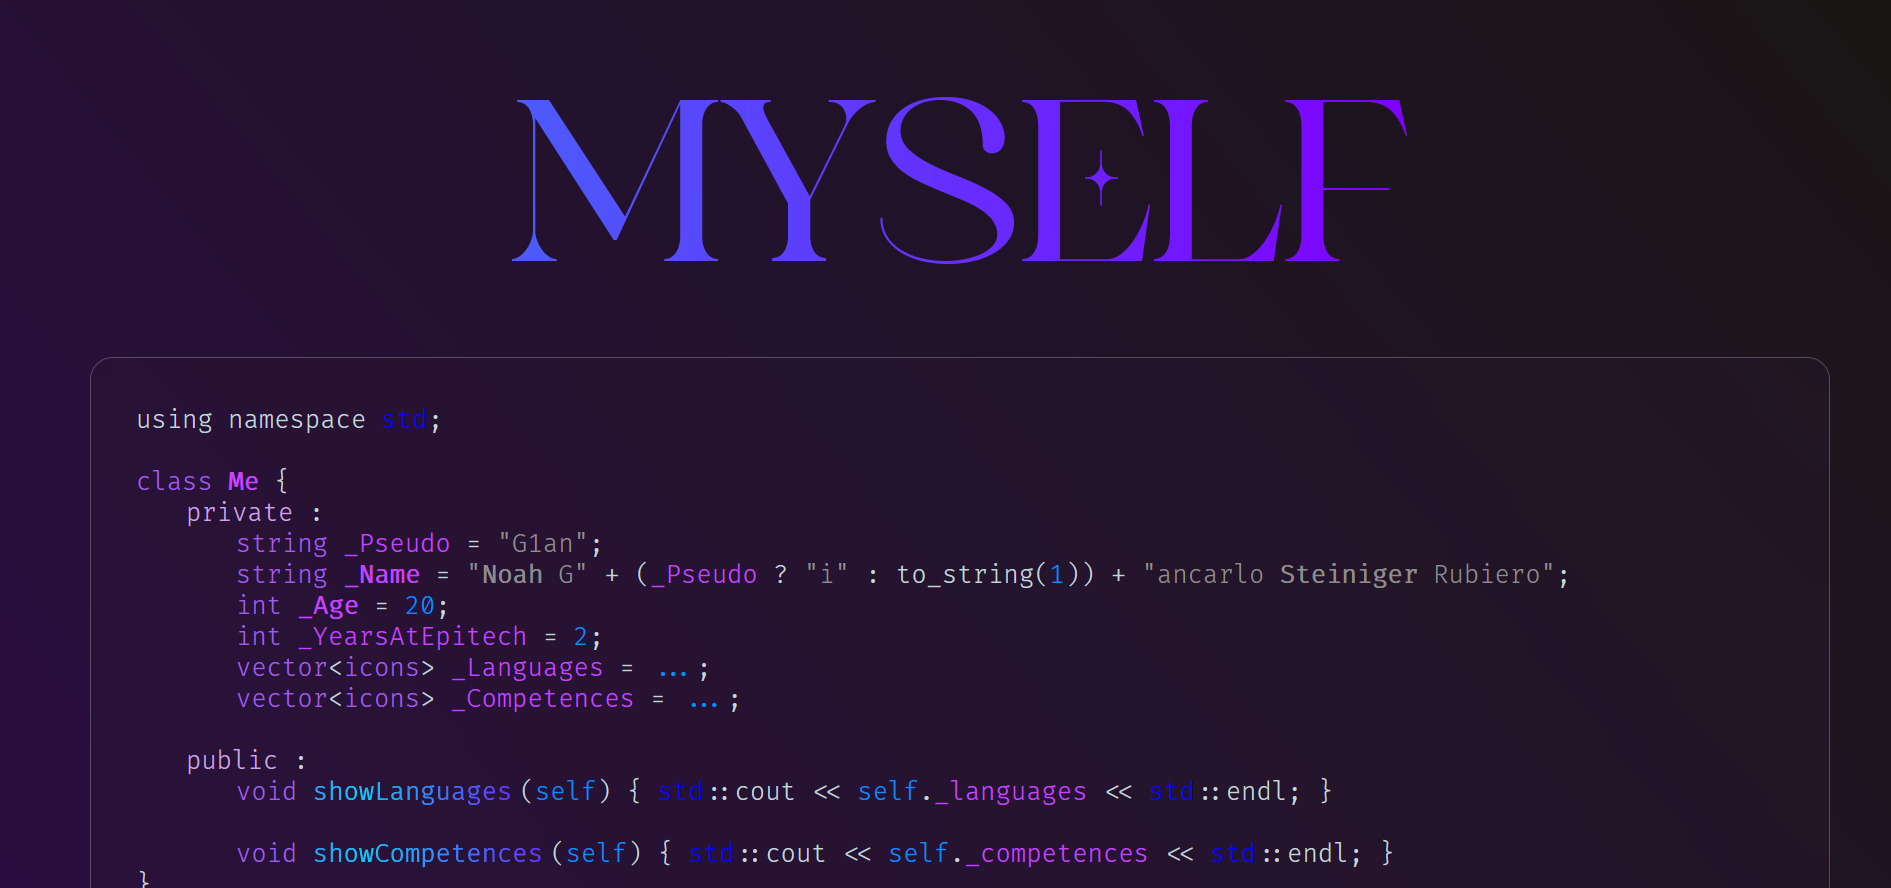 MYSELF
using namespace std;
class Me {
private :
string _Pseudo = "G1an";
string _Name = "Noah G" + (_Pseudo ? "i" : to_string(1)) + "ancarlo Steiniger Rubiero";
int _Age = 20;
int _YearsAtEpitech = 2;
vector<icons> _Languages = ...;
vector<icons> _Competences = ...;
public :
void showLanguages(self) { std::cout << self._languages << std::endl; }
void showCompetences(self) { std::cout << self._competences << std::endl; }
}